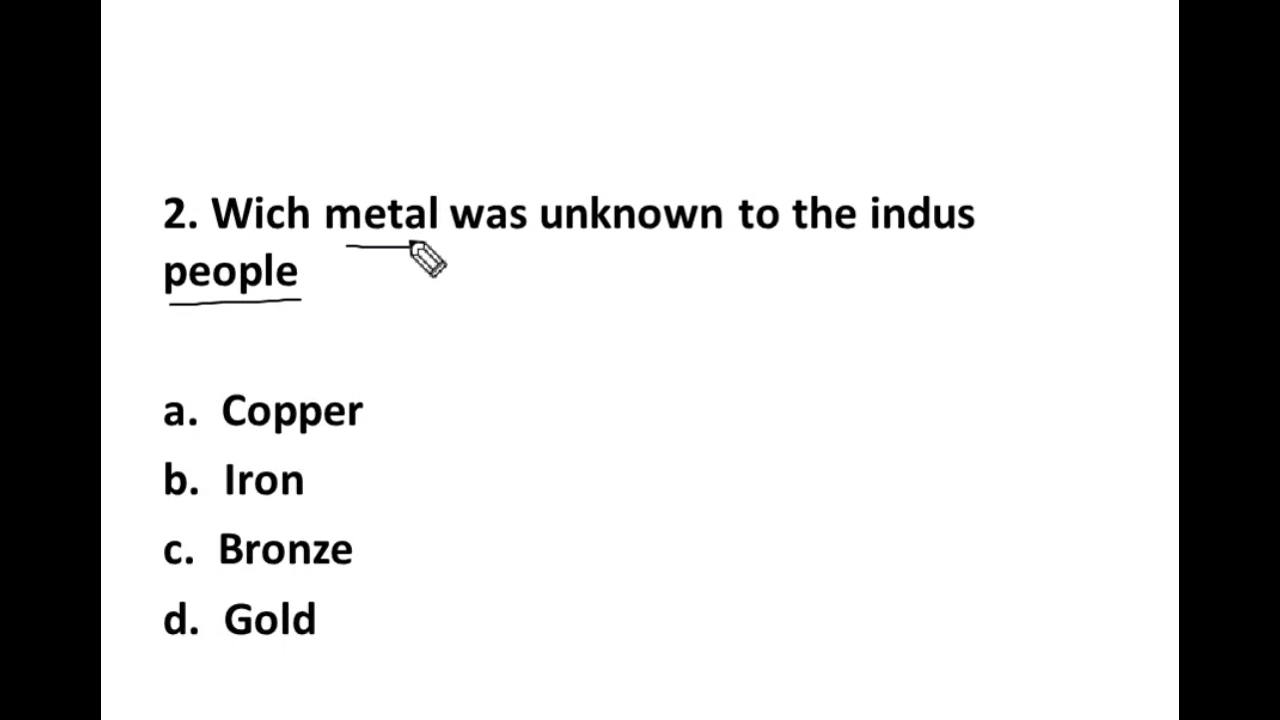 2. Wich metal was unknown to the indus
people
a. Copper
b. Iron
c. Bronze
d. Gold